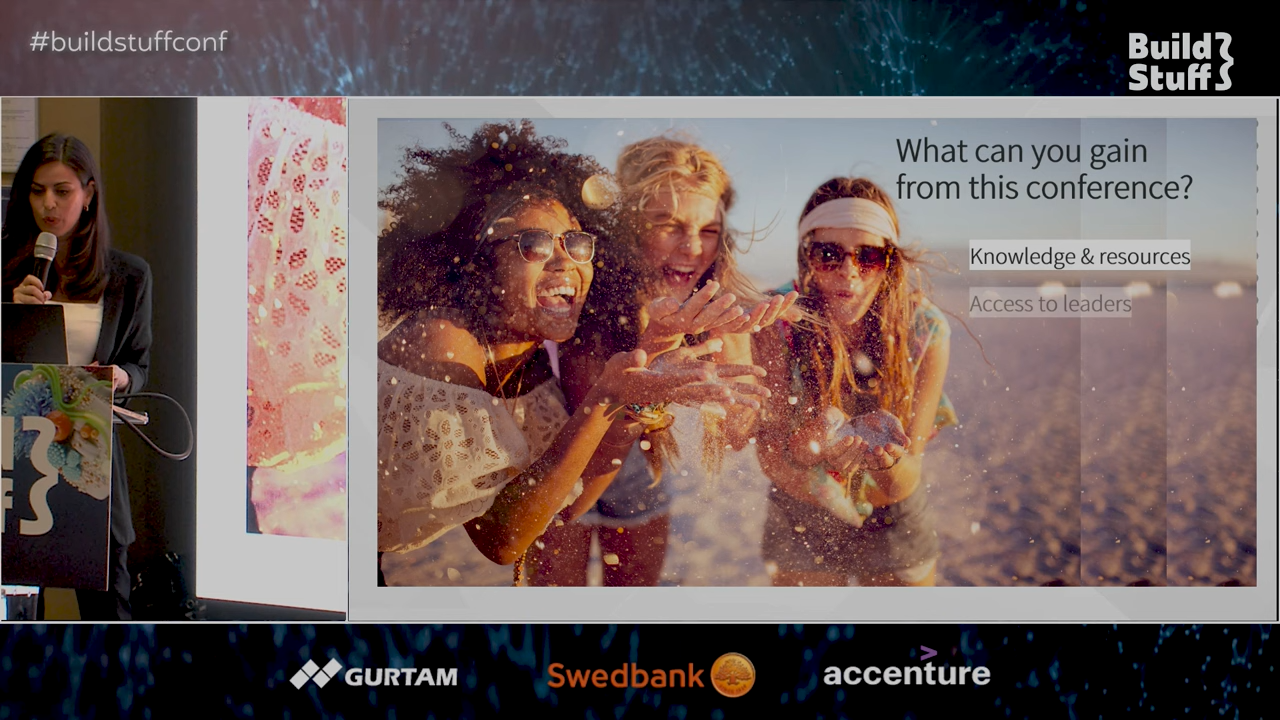 #buildstuffconf
Build
Stuff
What can you gain
from this conference?
Knowledge & resources
Access to leaders
GURTAM
Swedbank
accenture